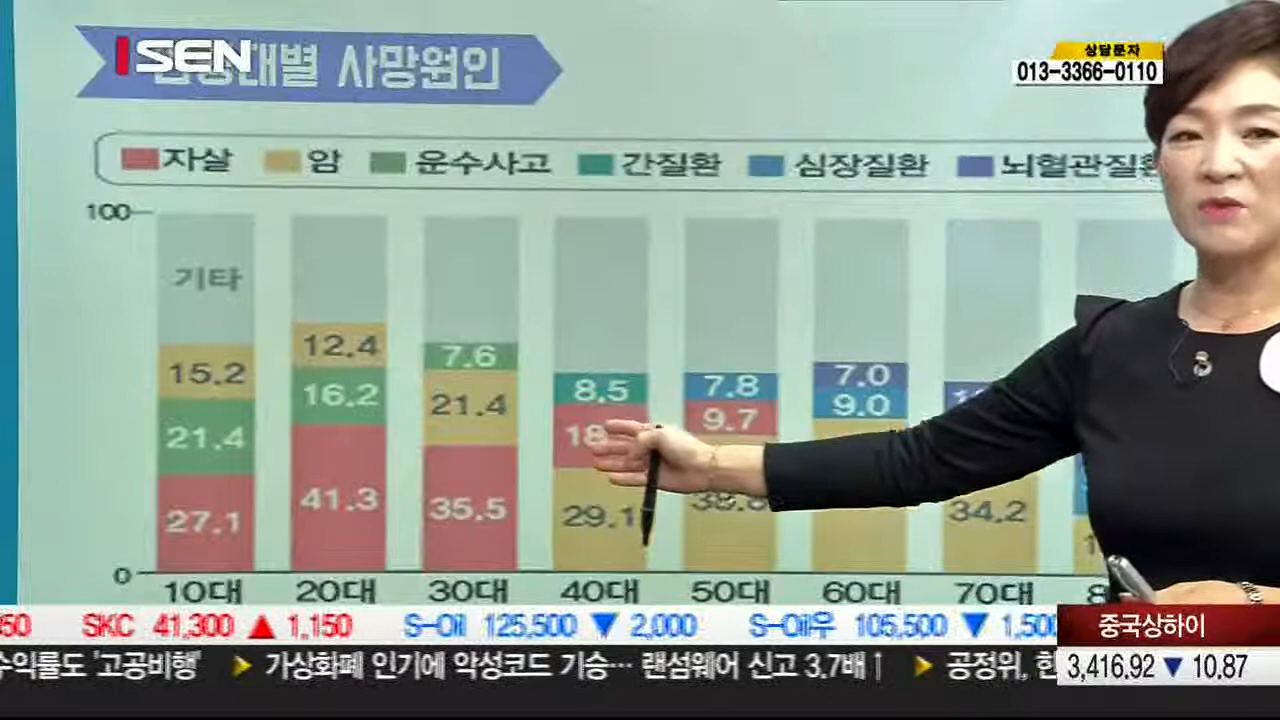 SEN
대별 사망원인
상담문자
013-3366-0110
자살 암 운수사고 간질환 심장질환 뇌혈관질환
100
기타
15.2
21.4
27.1
12.4
16.2
41.3
7.6
21.4
35.5
8.5
29.1
7.8
9.7
7.0
9.0
34.2
0
10대 20대 30대 40대 50대 60대 70대
SKC 41,300 ▲ 1,150 S-Oil 125,500 ▼ 2,000 S-Oil우 105,500 ▼
중국상하이
수익률도 '고공비행' ▶ 가상화폐 인기에 악성코드 기승… 랜섬웨어 신고 3.7배↑ ▶ 공정위,
3,416.92 ▼ 10.87